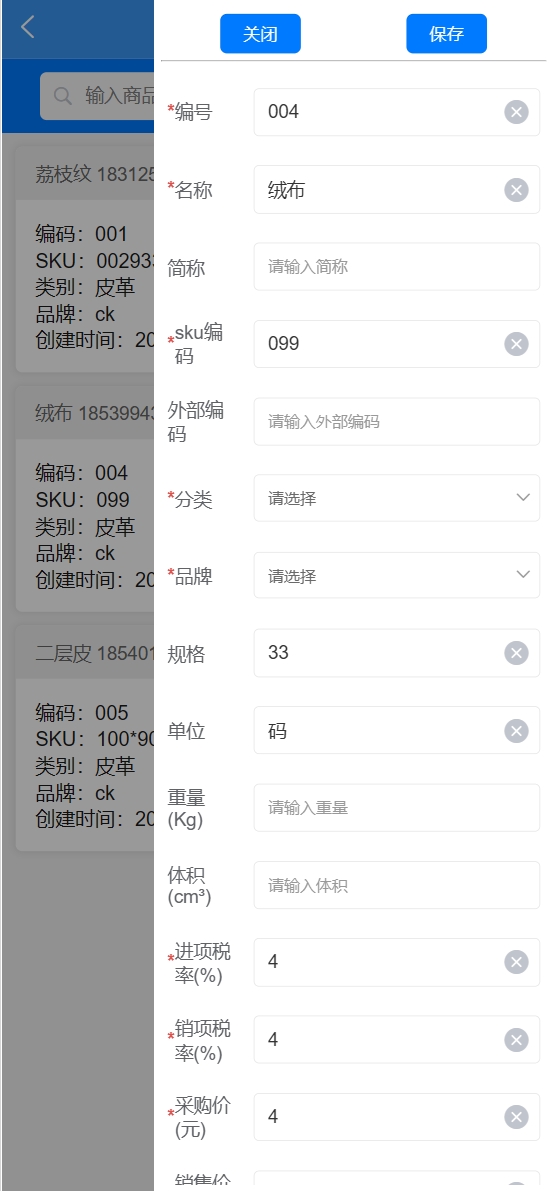 关闭
保存
输入商品
荔枝纹 183125
编码：001
SKU：00293
类别：皮革
品牌：ck
创建时间：20
绒布 1853994
编码：004
SKU：099
类别：皮革
品牌：ck
创建时间：20
二层皮 185401
编码：005
SKU：100*90
类别：皮革
品牌：ck
创建时间：20
*编号
004
*名称
绒布
简称
请输入简称
*sku编
码
099
外部编
码
请输入外部编码
*分类
请选择
*品牌
请选择
规格
33
单位
码
重量
(Kg)
请输入重量
体积
(cm³)
请输入体积
*进项税
率(%)
4
*销项税
率(%)
4
*采购价
(元)
4
销售价